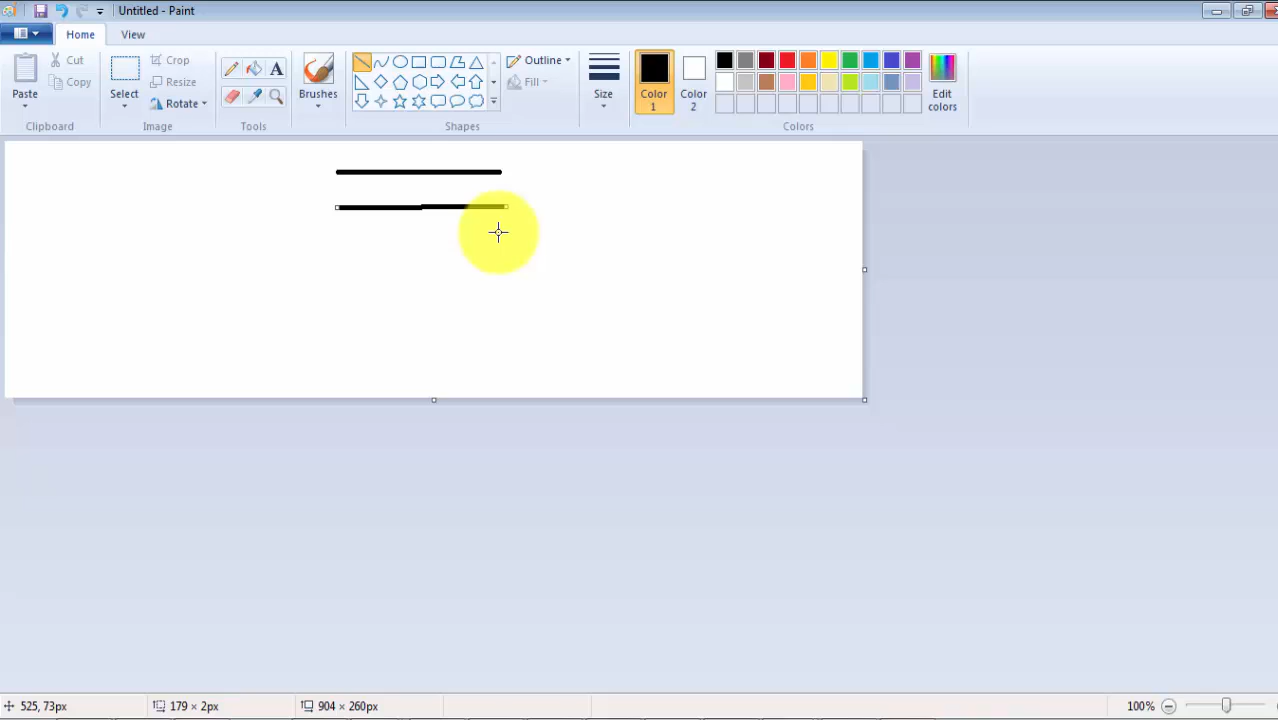 Untitled - Paint
Home View
Paste
Cut
Copy
Clipboard
Select
Crop
Resize
Rotate
Image
A
Tools
Brushes
Outline
Fill
Shapes
Size
Color 1
Color 2
Edit colors
Colors
525, 73px
179 × 2px
904 × 260px
100%